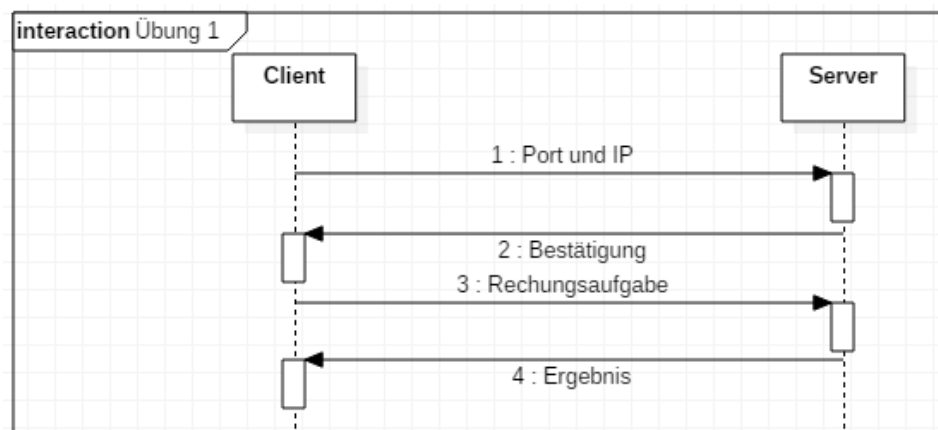 interaction Übung 1
Client
Server
1 : Port und IP
2 : Bestätigung
3 : Rechungsaufgabe
4 : Ergebnis